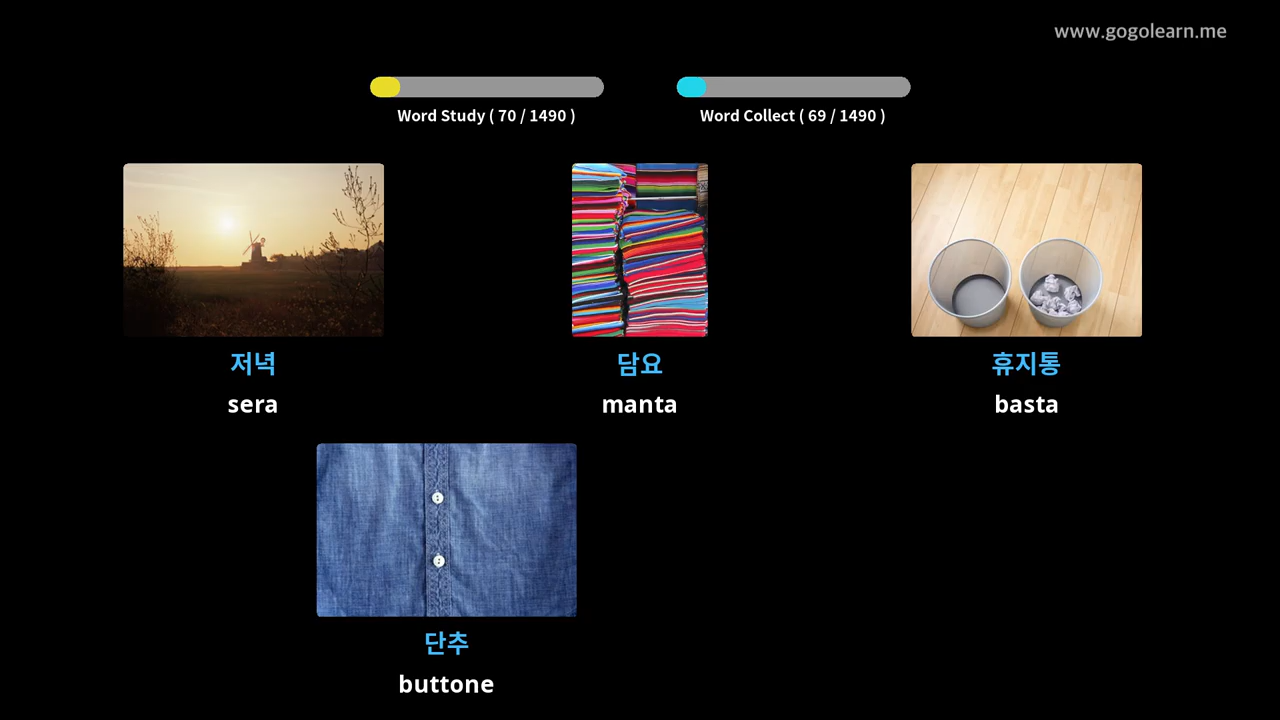 www.gogolearn.me
Word Study ( 70 / 1490 )
Word Collect ( 69 / 1490 )
저녁
sera
담요
manta
휴지통
basta
단추
buttone